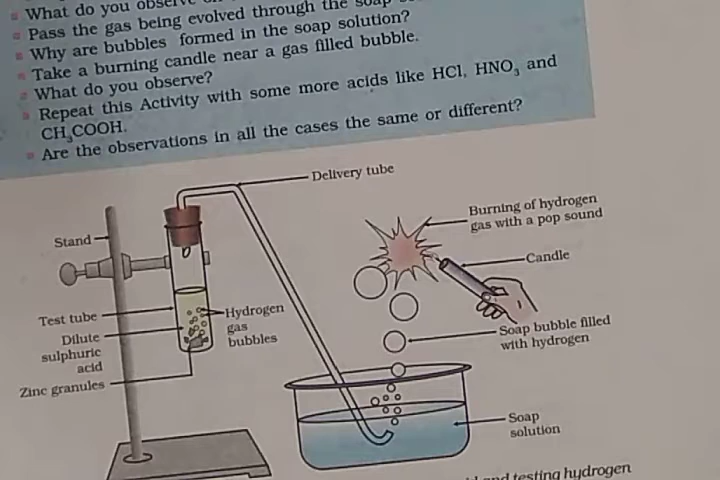 What do you observe on
Pass the gas being evolved through the soap
Why are bubbles formed in the soap solution?
Take a burning candle near a gas filled bubble.
What do you observe?
Repeat this Activity with some more acids like HCl, HNO₃ and
CH₃COOH.
Are the observations in all the cases the same or different?
Delivery tube
Burning of hydrogen
gas with a pop sound
Stand
Candle
Test tube
Hydrogen
gas
bubbles
Dilute
sulphuric
acid
Soap bubble filled
with hydrogen
Zinc granules
Soap
solution
and testing hydrogen